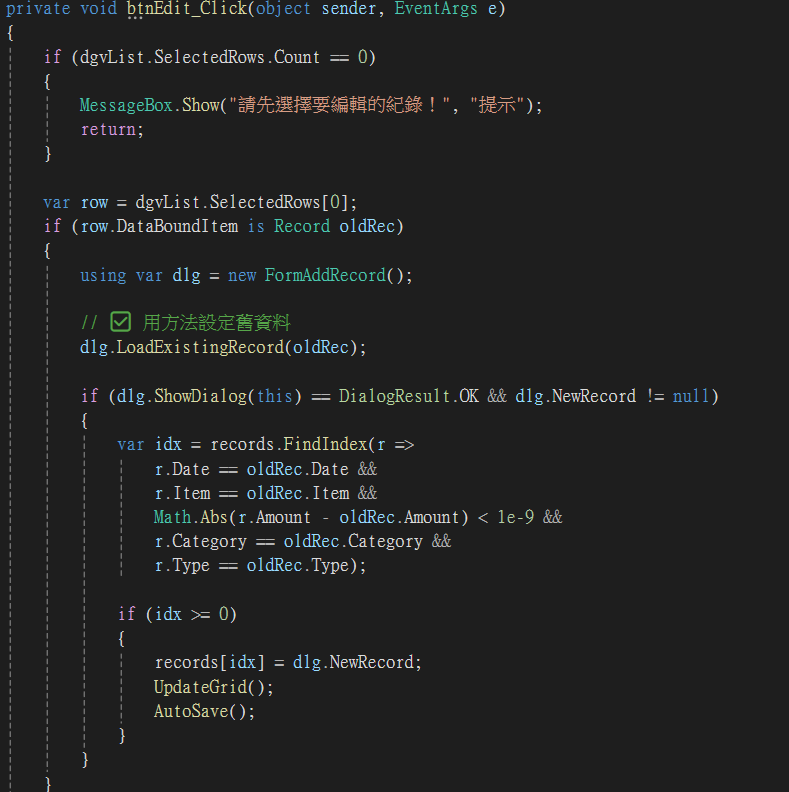 private void btnEdit_Click(object sender, EventArgs e)
{
    if (dgvList.SelectedRows.Count == 0)
    {
        MessageBox.Show("請先選擇要編輯的紀錄！", "提示");
        return;
    }

    var row = dgvList.SelectedRows[0];
    if (row.DataBoundItem is Record oldRec)
    {
        using var dlg = new FormAddRecord();

        // ✅ 用方法設定舊資料
        dlg.LoadExistingRecord(oldRec);

        if (dlg.ShowDialog(this) == DialogResult.OK && dlg.NewRecord != null)
        {
            var idx = records.FindIndex(r =>
                r.Date == oldRec.Date &&
                r.Item == oldRec.Item &&
                Math.Abs(r.Amount - oldRec.Amount) < 1e-9 &&
                r.Category == oldRec.Category &&
                r.Type == oldRec.Type);

            if (idx >= 0)
            {
                records[idx] = dlg.NewRecord;
                UpdateGrid();
                AutoSave();
            }
        }
    }